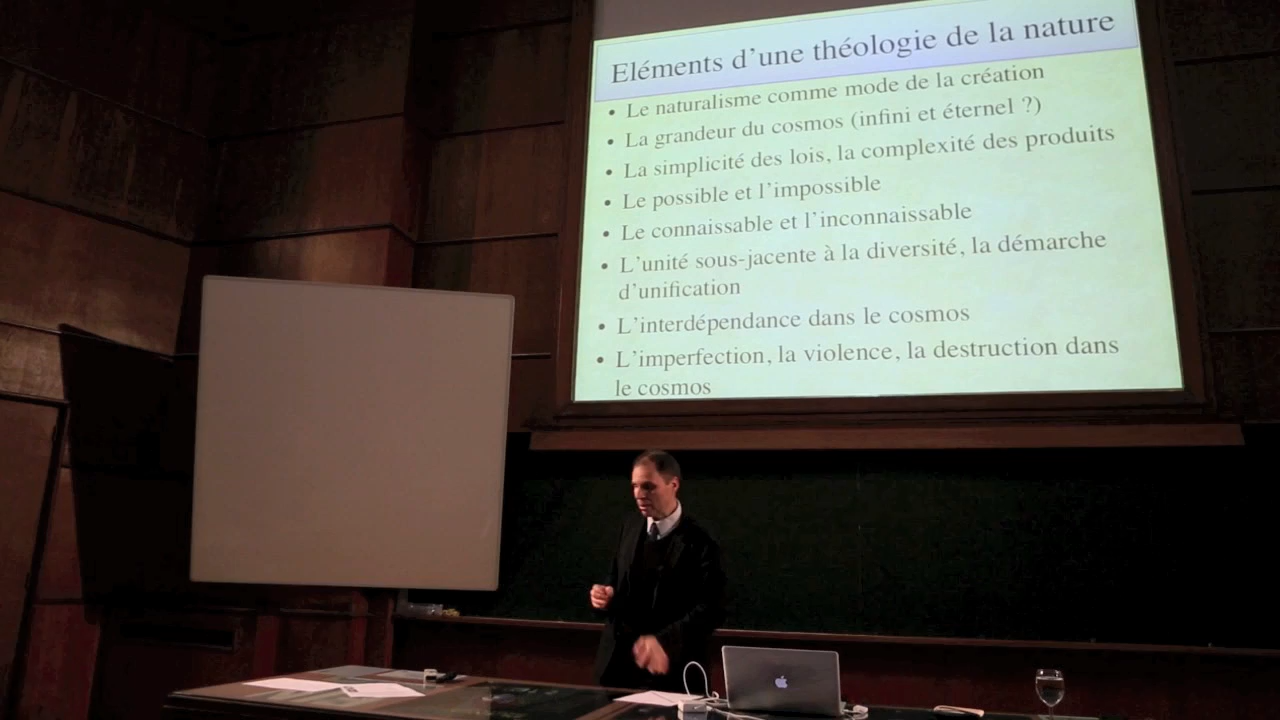 Eléments d'une théologie de la nature
• Le naturalisme comme mode de la création
• La grandeur du cosmos (infini et éternel ?)
• La simplicité des lois, la complexité des produits
• Le possible et l'impossible
• Le connaissable et l'inconnaissable
• L'unité sous-jacente à la diversité, la démarche
d'unification
• L'interdépendance dans le cosmos
• L'imperfection, la violence, la destruction dans
le cosmos